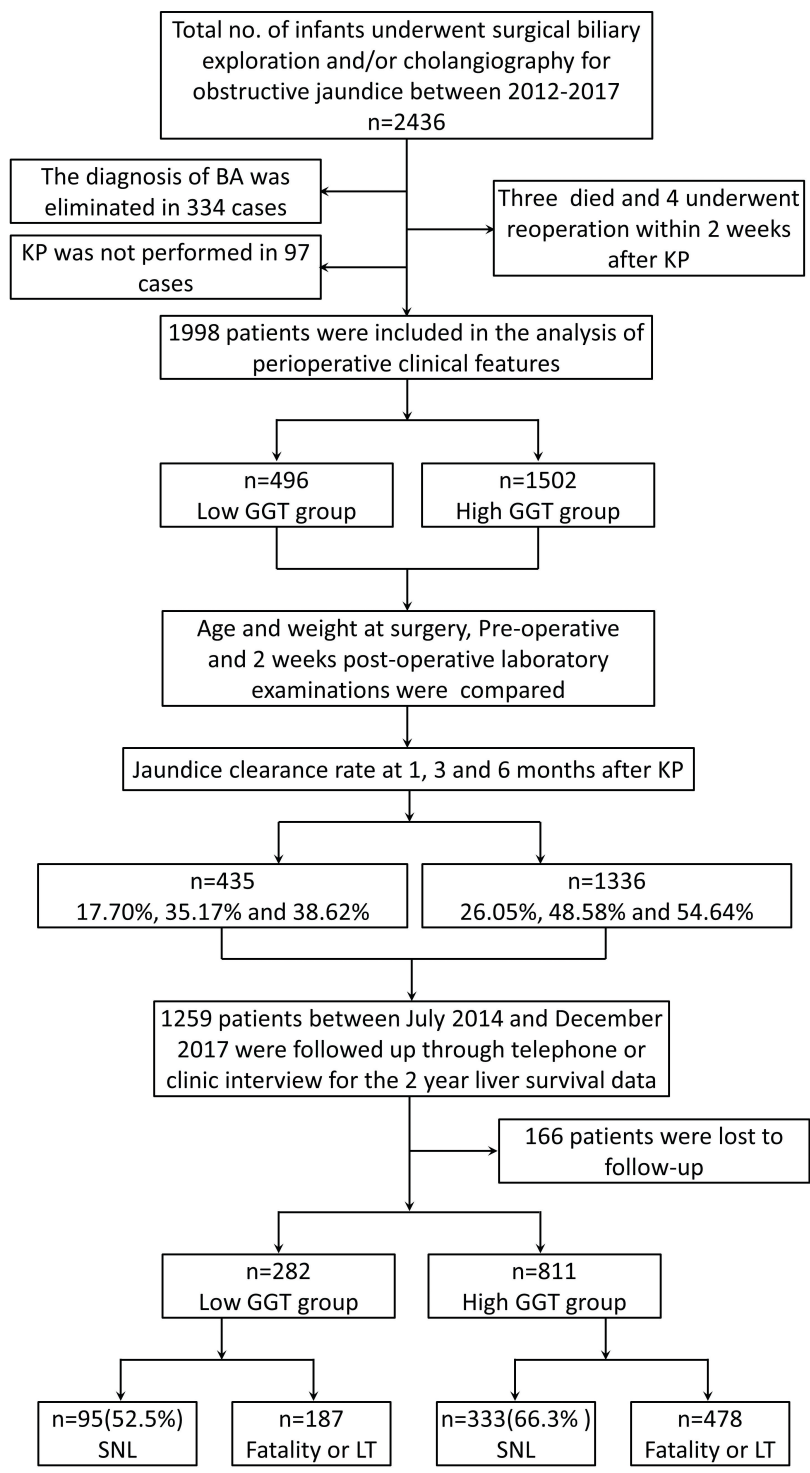 Total no. of infants underwent surgical biliary
exploration and/or cholangiography for
obstructive jaundice between 2012-2017
n=2436
The diagnosis of BA was
eliminated in 334 cases
Three died and 4 underwent
reoperation within 2 weeks
after KP
KP was not performed in 97
cases
1998 patients were included in the analysis of
perioperative clinical features
n=496
Low GGT group
n=1502
High GGT group
Age and weight at surgery, Pre-operative
and 2 weeks post-operative laboratory
examinations were compared
Jaundice clearance rate at 1, 3 and 6 months after KP
n=435
17.70%, 35.17% and 38.62%
n=1336
26.05%, 48.58% and 54.64%
1259 patients between July 2014 and December
2017 were followed up through telephone or
clinic interview for the 2 year liver survival data
166 patients were lost to
follow-up
n=282
Low GGT group
n=811
High GGT group
n=95(52.5%)
SNL
n=187
Fatality or LT
n=333(66.3% )
SNL
n=478
Fatality or LT